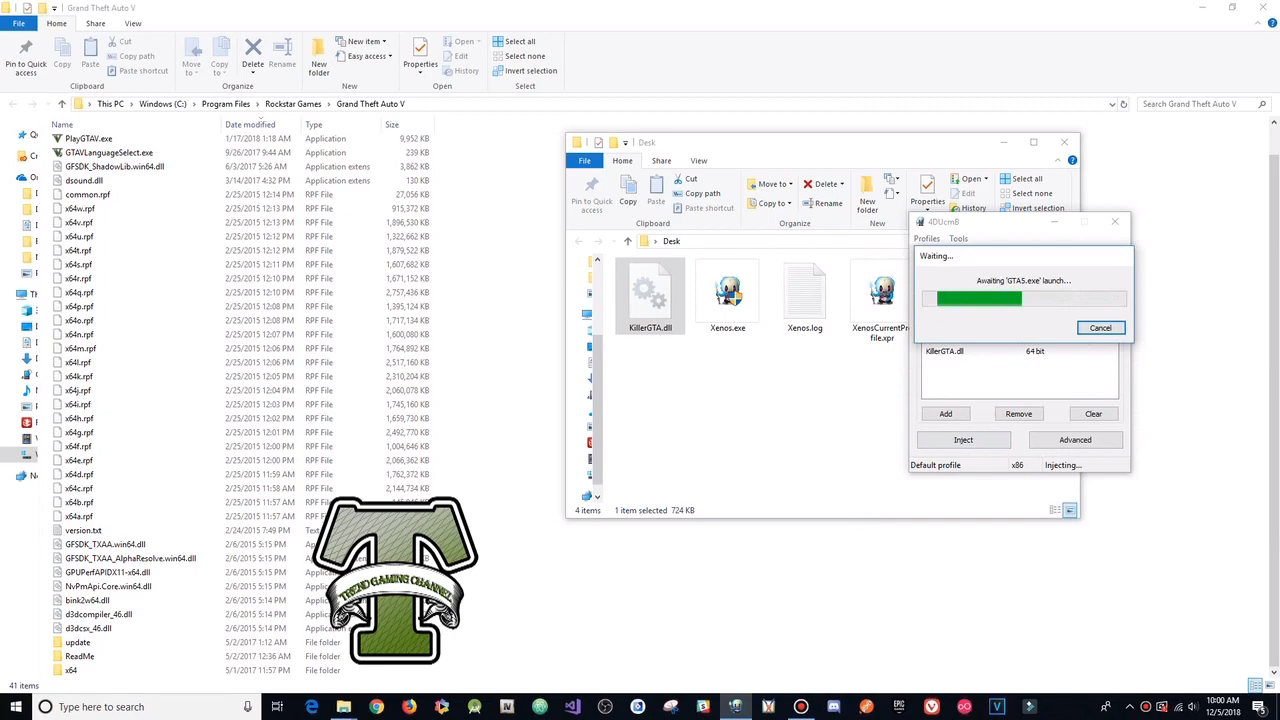 Grand Theft Auto V
File Home Share View
Pin to Quick access
Copy
Paste
Cut
Copy path
Paste shortcut
Clipboard
Move to
Copy to
Delete
Rename
Organize
New folder
New item
Easy access
New
Properties
Open
Edit
History
Open
Select all
Select none
Invert selection
Select
This PC > Windows (C:) > Program Files > Rockstar Games > Grand Theft Auto V
Search Grand Theft Auto V
Name Date modified Type Size
PlayGTAV.exe 1/17/2018 1:18 AM Application 9,952 KB
GTAVLanguageSelect.exe 9/26/2017 9:44 AM Application 239 KB
GFSDK_ShadowLib.win64.dll 6/3/2017 5:26 AM Application extens 3,862 KB
dsound.dll 3/14/2017 4:32 PM Application extens 130 KB
common.rpf 2/25/2015 12:14 PM RPF File 27,056 KB
x64w.rpf 2/25/2015 12:13 PM RPF File 915,372 KB
x64v.rpf 2/25/2015 12:13 PM RPF File 1,896,530 KB
x64u.rpf 2/25/2015 12:12 PM RPF File 1,322,662 KB
x64t.rpf 2/25/2015 12:12 PM RPF File 1,879,522 KB
x64s.rpf 2/25/2015 12:11 PM RPF File 1,607,682 KB
x64r.rpf 2/25/2015 12:10 PM RPF File 1,671,152 KB
x64q.rpf 2/25/2015 12:10 PM RPF File 2,757,436 KB
x64p.rpf 2/25/2015 12:08 PM RPF File 1,395,124 KB
x64o.rpf 2/25/2015 12:07 PM RPF File 1,717,134 KB
x64n.rpf 2/25/2015 12:07 PM RPF File 1,600,080 KB
x64m.rpf 2/25/2015 12:06 PM RPF File 1,764,892 KB
x64l.rpf 2/25/2015 12:06 PM RPF File 2,517,160 KB
x64k.rpf 2/25/2015 12:05 PM RPF File 2,210,204 KB
x64j.rpf 2/25/2015 12:04 PM RPF File 2,060,078 KB
x64i.rpf 2/25/2015 12:03 PM RPF File 1,745,160 KB
x64h.rpf 2/25/2015 12:02 PM RPF File 1,659,730 KB
x64g.rpf 2/25/2015 12:01 PM RPF File 2,492,770 KB
x64f.rpf 2/25/2015 12:00 PM RPF File 1,004,646 KB
x64e.rpf 2/25/2015 12:00 PM RPF File 2,066,362 KB
x64d.rpf 2/25/2015 11:59 AM RPF File 1,762,372 KB
x64c.rpf 2/25/2015 11:58 AM RPF File 2,144,734 KB
x64b.rpf 2/25/2015 11:57 AM RPF File
x64a.rpf 2/25/2015 11:57 AM RPF File
version.txt 2/24/2015 7:49 PM
GFSDK_TXAA.win64.dll 2/6/2015 5:15 PM
GFSDK_TXAA_AlphaResolve.win64.dll 2/6/2015 5:15 PM
GPUPerfAPIDX11-x64.dll 2/6/2015 5:15 PM
NvPmApi.Core.win64.dll 2/6/2015 5:15 PM
bink2w64.dll 2/6/2015 5:14 PM
d3dcompiler_46.dll 2/6/2015 5:14 PM
d3dcsx_46.dll 2/6/2015 5:14 PM
update 5/2/2017 1:12 AM File folder
ReadMe 5/2/2017 12:36 AM File folder
x64 5/1/2017 11:57 PM File folder
41 items
TREND GAMING CHANNEL
Desk
File Home Share View
Pin to Quick access
Copy
Paste
Cut
Copy path
Paste shortcut
Clipboard
Move to
Copy to
Delete
Rename
Organize
New folder
New
Properties
Open
Edit
History
Select all
Select none
Invert selection
Desk
KillerGTA.dll
Xenos.exe
Xenos.log
XenosCurrentPr
file.xpr
4 items 1 item selected 724 KB
4DUcmB
Profiles Tools
Waiting...
Awaiting 'GTA5.exe' launch...
Cancel
KillerGTA.dll 64 bit
Add Remove Clear
Inject Advanced
Default profile x86 Injecting...
Type here to search
10:00 AM
12/5/2018